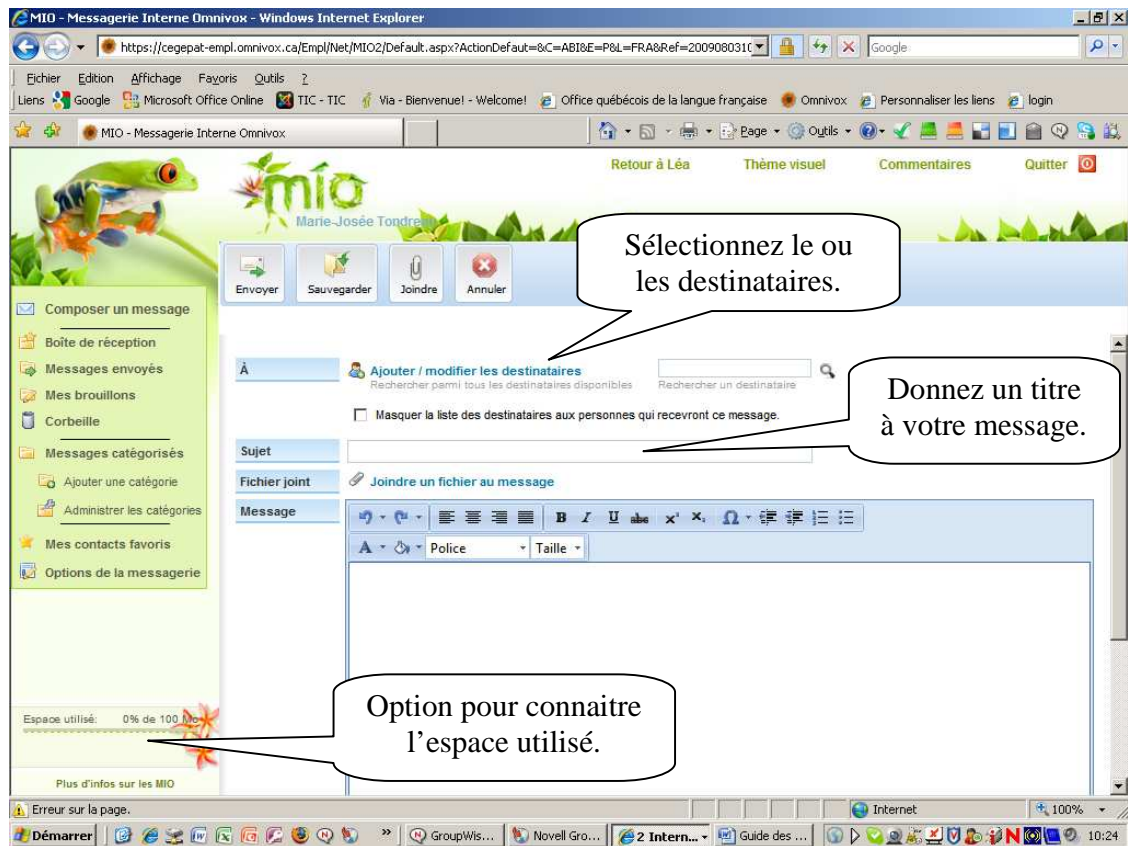 MIO - Messagerie Interne Omnivox - Windows Internet Explorer
https://cegepat-empl.omnivox.ca/Empl/Net/MIO2/Default.aspx?ActionDefaut=&C=ABI&E=P&L=FRA&Ref=200908031(
Google
Eichier Edition Affichage Favoris Outils ?
Liens Google Microsoft Office Online TIC - TIC Via - Bienvenue! - Welcome! Office québécois de la langue française Omnivox Personnaliser les liens login
MIO - Messagerie Interne Omnivox
Page Outils
Retour à Léa Thème visuel Commentaires Quitter
mio
Marie-Josée Tondreau
Sélectionnez le ou
les destinataires.
Envoyer Sauvegarder Joindre Annuler
Composer un message
Boîte de réception
Messages envoyés
Mes brouillons
Corbeille
Messages catégorisés
Ajouter une catégorie
Administrer les catégories
Mes contacts favoris
Options de la messagerie
À
Ajouter / modifier les destinataires
Rechercher parmi tous les destinataires disponibles
Rechercher un destinataire
Masquer la liste des destinataires aux personnes qui recevront ce message.
Donnez un titre
à votre message.
Sujet
Fichier joint Joindre un fichier au message
Message
B I U abc x² x₂ Ω
A Police Taille
Option pour connaitre
l’espace utilisé.
Espace utilisé: 0% de 100 Mo
Plus d'infos sur les MIO
Erreur sur la page.
Internet
100%
Démarrer
»
GroupWis...
Novell Gro...
2 Intern...
Guide des ...
10:24